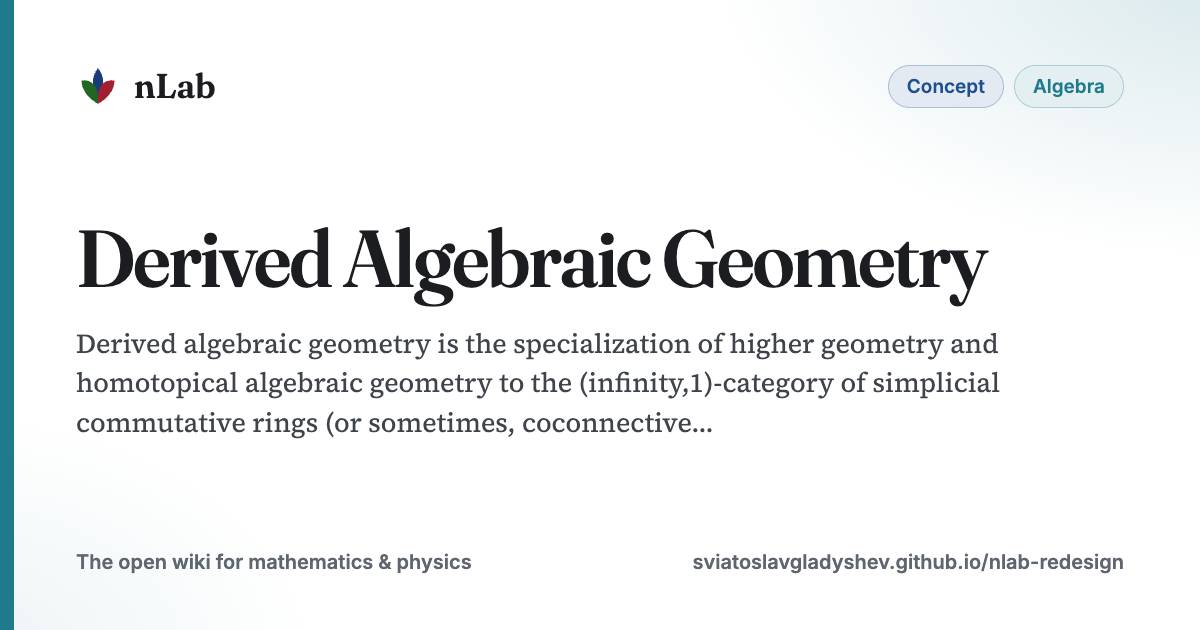 nLab
Concept
Algebra
Derived Algebraic Geometry
Derived algebraic geometry is the specialization of higher geometry and
homotopical algebraic geometry to the (infinity,1)-category of simplicial
commutative rings (or sometimes, coconnective...
The open wiki for mathematics & physics
sviatoslavgladyshev.github.io/nlab-redesign